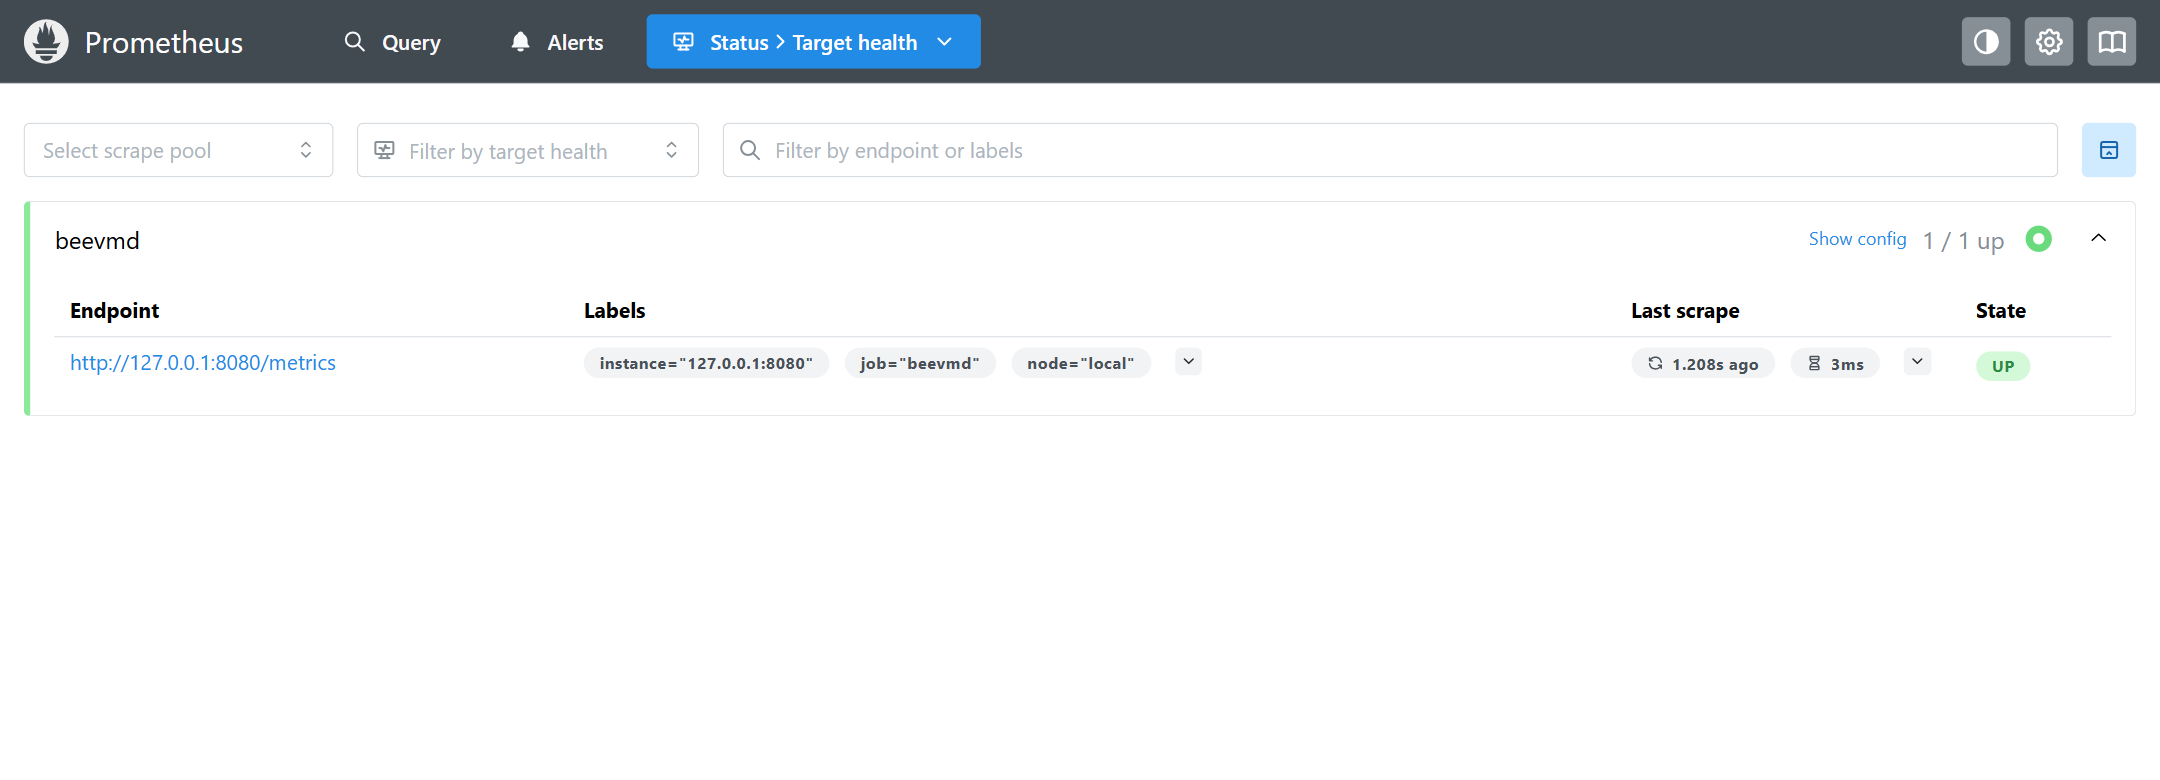 Prometheus Query Alerts Status > Target health
Select scrape pool Filter by target health Filter by endpoint or labels
beevmd Show config 1 / 1 up
Endpoint Labels Last scrape State
http://127.0.0.1:8080/metrics instance="127.0.0.1:8080" job="beevmd" node="local" 1.208s ago 3ms UP